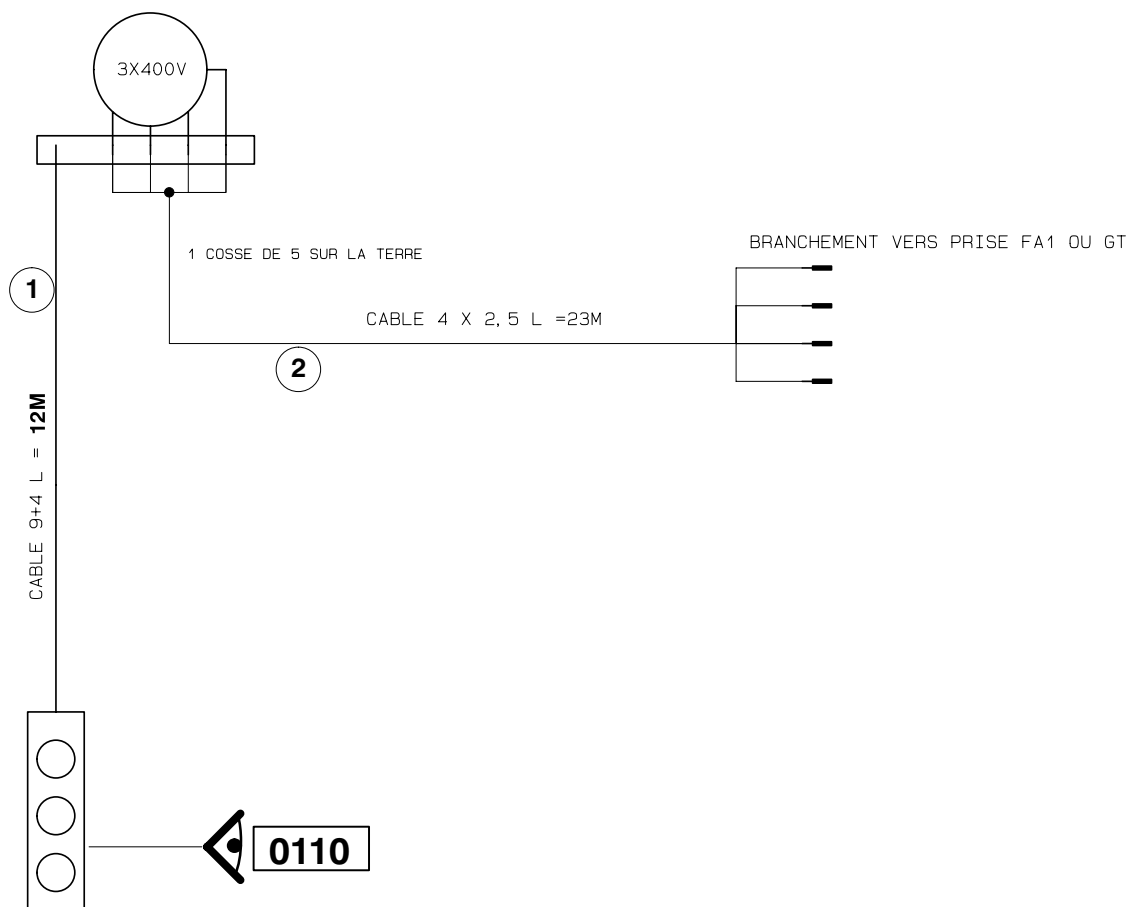 3X400V
1 COSSE DE 5 SUR LA TERRE
BRANCHEMENT VERS PRISE FA1 OU GT
1
CABLE 4 X 2,5 L =23M
2
CABLE 9+4 L = 12M
0110